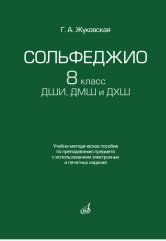 Г. А. Жуковская
СОЛЬФЕДЖИО
8 класс
ДШИ, ДМШ и ДХШ
Учебно-методическое пособие
по преподаванию предмета
с использованием электронных
и печатных изданий